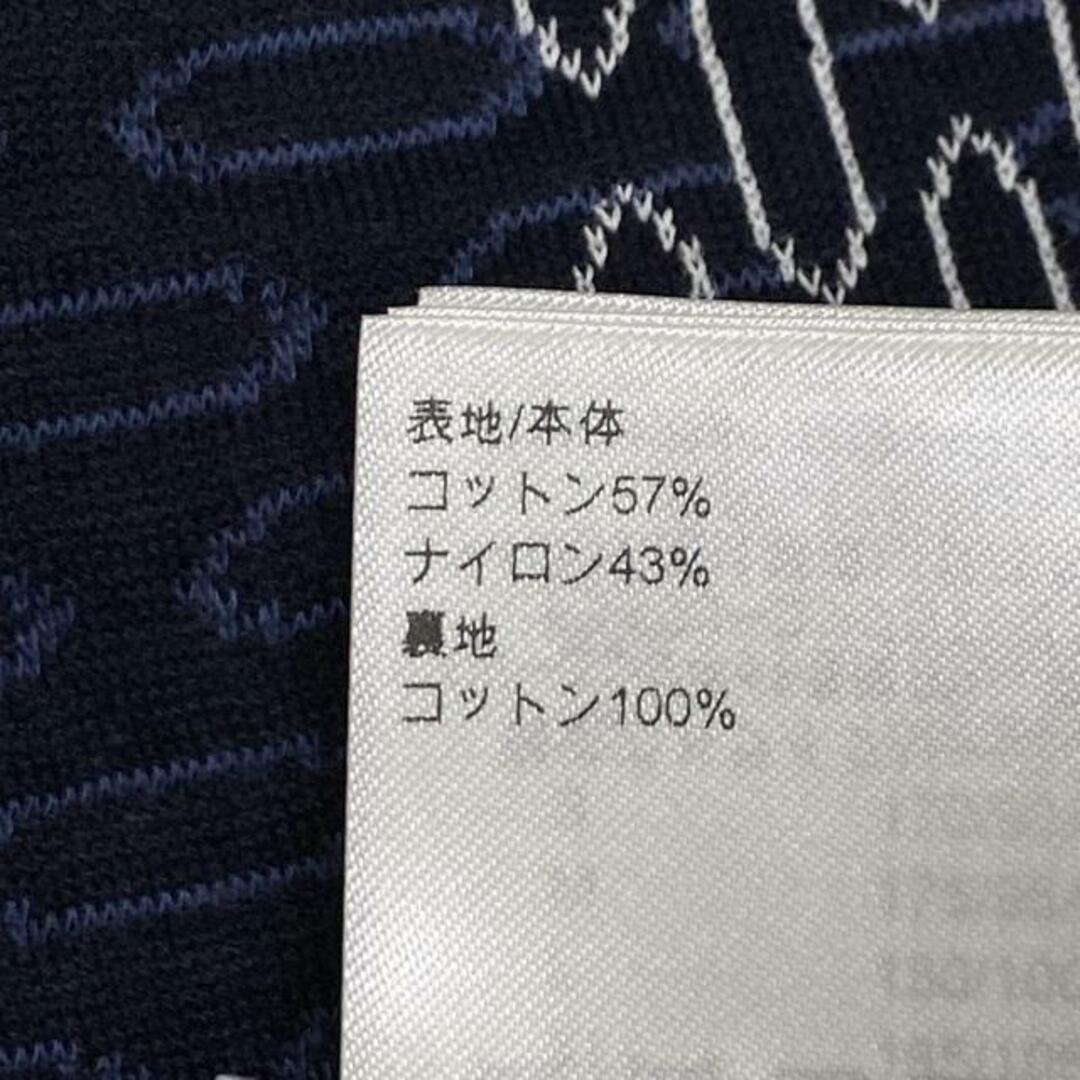 表地/本体
コットン57%
ナイロン43%
裏地
コットン100%